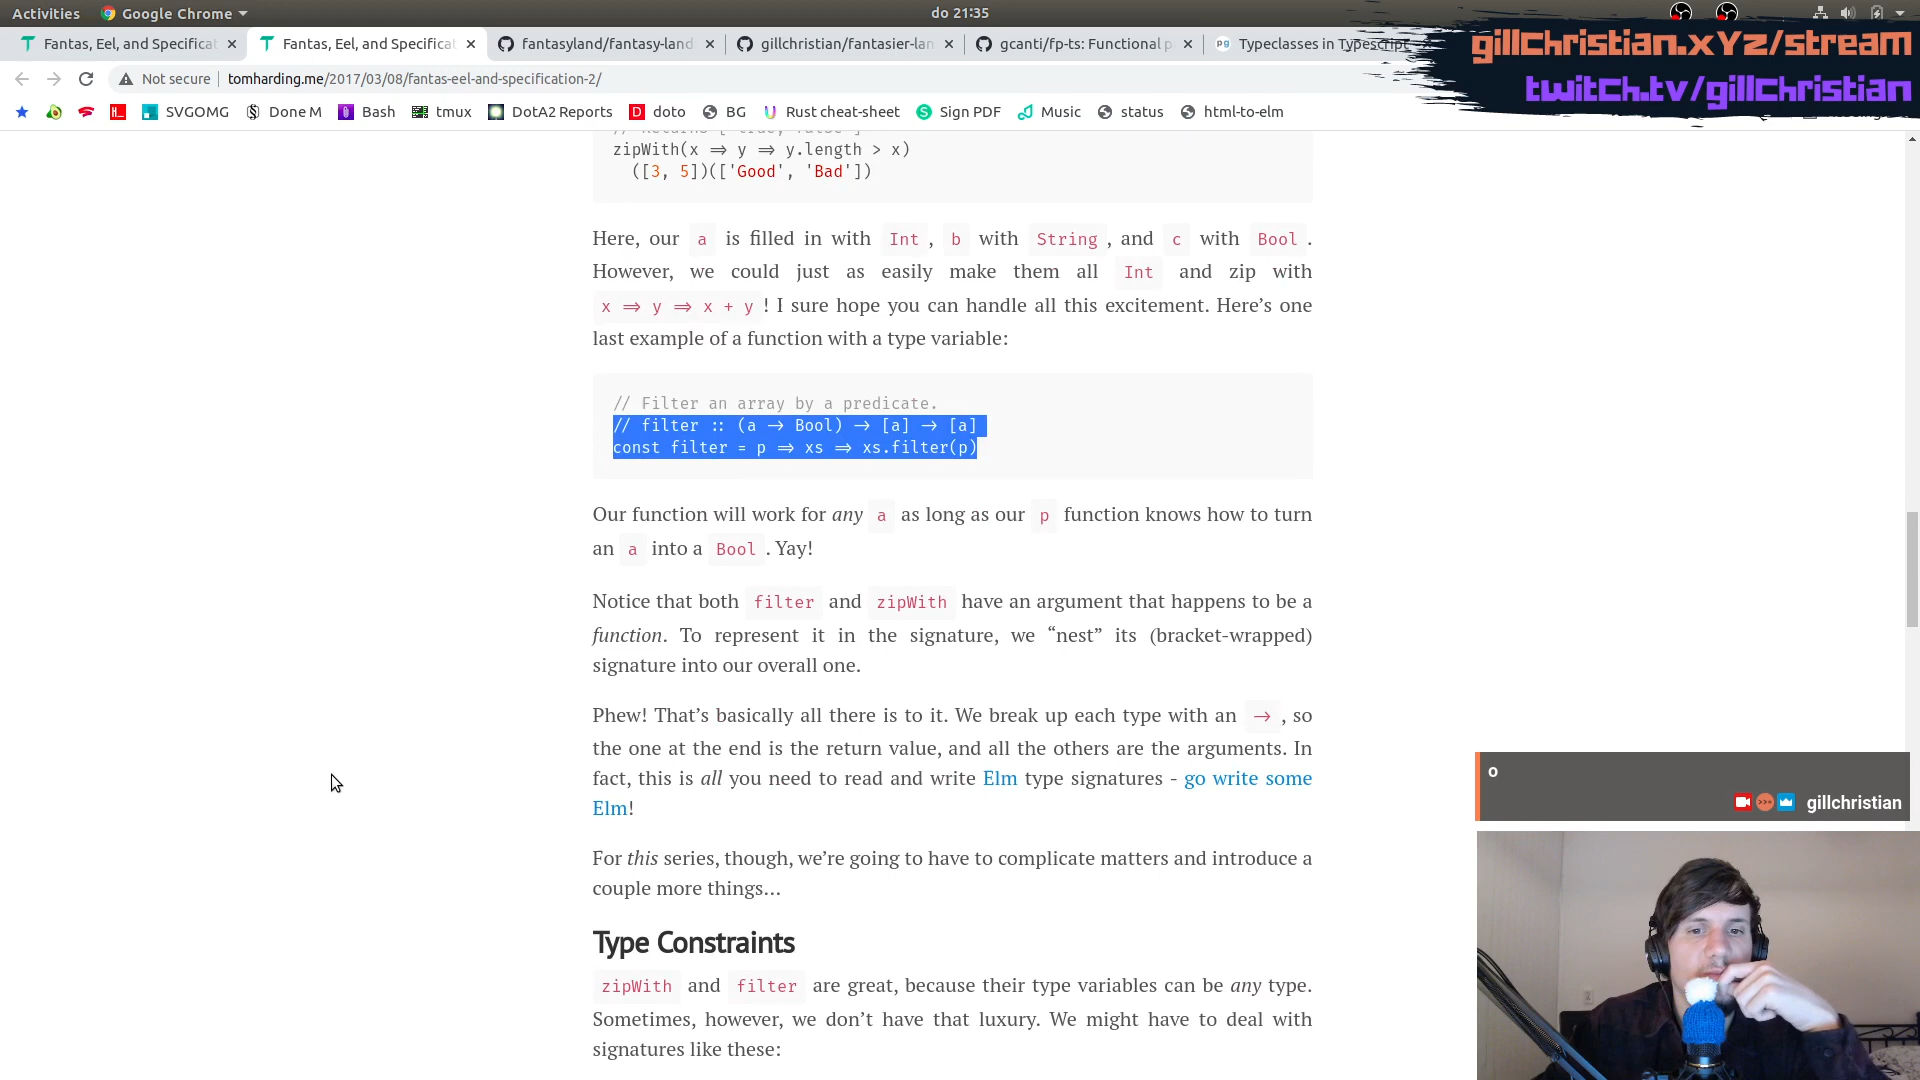 Activities Google Chrome do 21:35
Fantas, Eel, and Specificat Fantas, Eel, and Specifica fantasyland/fantasy-land gillchristian/fantasier-lan gcanti/fp-ts: Functional p Typeclasses in Typescript
gillchristian.xYz/stream
twitch.tv/gillchristian
Not secure tomharding.me/2017/03/08/fantas-eel-and-specification-2/
SVGOMG Done M Bash tmux DotA2 Reports doto BG Rust cheat-sheet Sign PDF Music status html-to-elm
zipWith(x => y => y.length > x)
([3, 5])(['Good', 'Bad'])
Here, our a is filled in with Int, b with String, and c with Bool.
However, we could just as easily make them all Int and zip with
x => y => x + y! I sure hope you can handle all this excitement. Here’s one
last example of a function with a type variable:
// Filter an array by a predicate.
// filter :: (a -> Bool) -> [a] -> [a]
const filter = p => xs => xs.filter(p)
Our function will work for any a as long as our p function knows how to turn
an a into a Bool. Yay!
Notice that both filter and zipWith have an argument that happens to be a
function. To represent it in the signature, we “nest” its (bracket-wrapped)
signature into our overall one.
Phew! That’s basically all there is to it. We break up each type with an ->, so
the one at the end is the return value, and all the others are the arguments. In
fact, this is all you need to read and write Elm type signatures - go write some
Elm!
For this series, though, we’re going to have to complicate matters and introduce a
couple more things…
Type Constraints
zipWith and filter are great, because their type variables can be any type.
Sometimes, however, we don’t have that luxury. We might have to deal with
signatures like these:
o
gillchristian